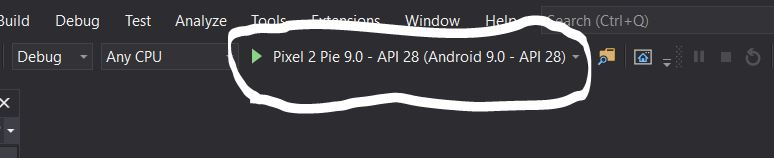 Build Debug Test Analyze Tools Extensions Window Help Search (Ctrl+Q)
Debug Any CPU Pixel 2 Pie 9.0 - API 28 (Android 9.0 - API 28)